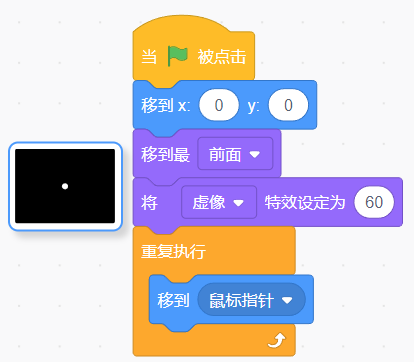 当 被点击
移到 x: 0 y: 0
移到最 前面
将 虚像 特效设定为 60
重复执行
移到 鼠标指针